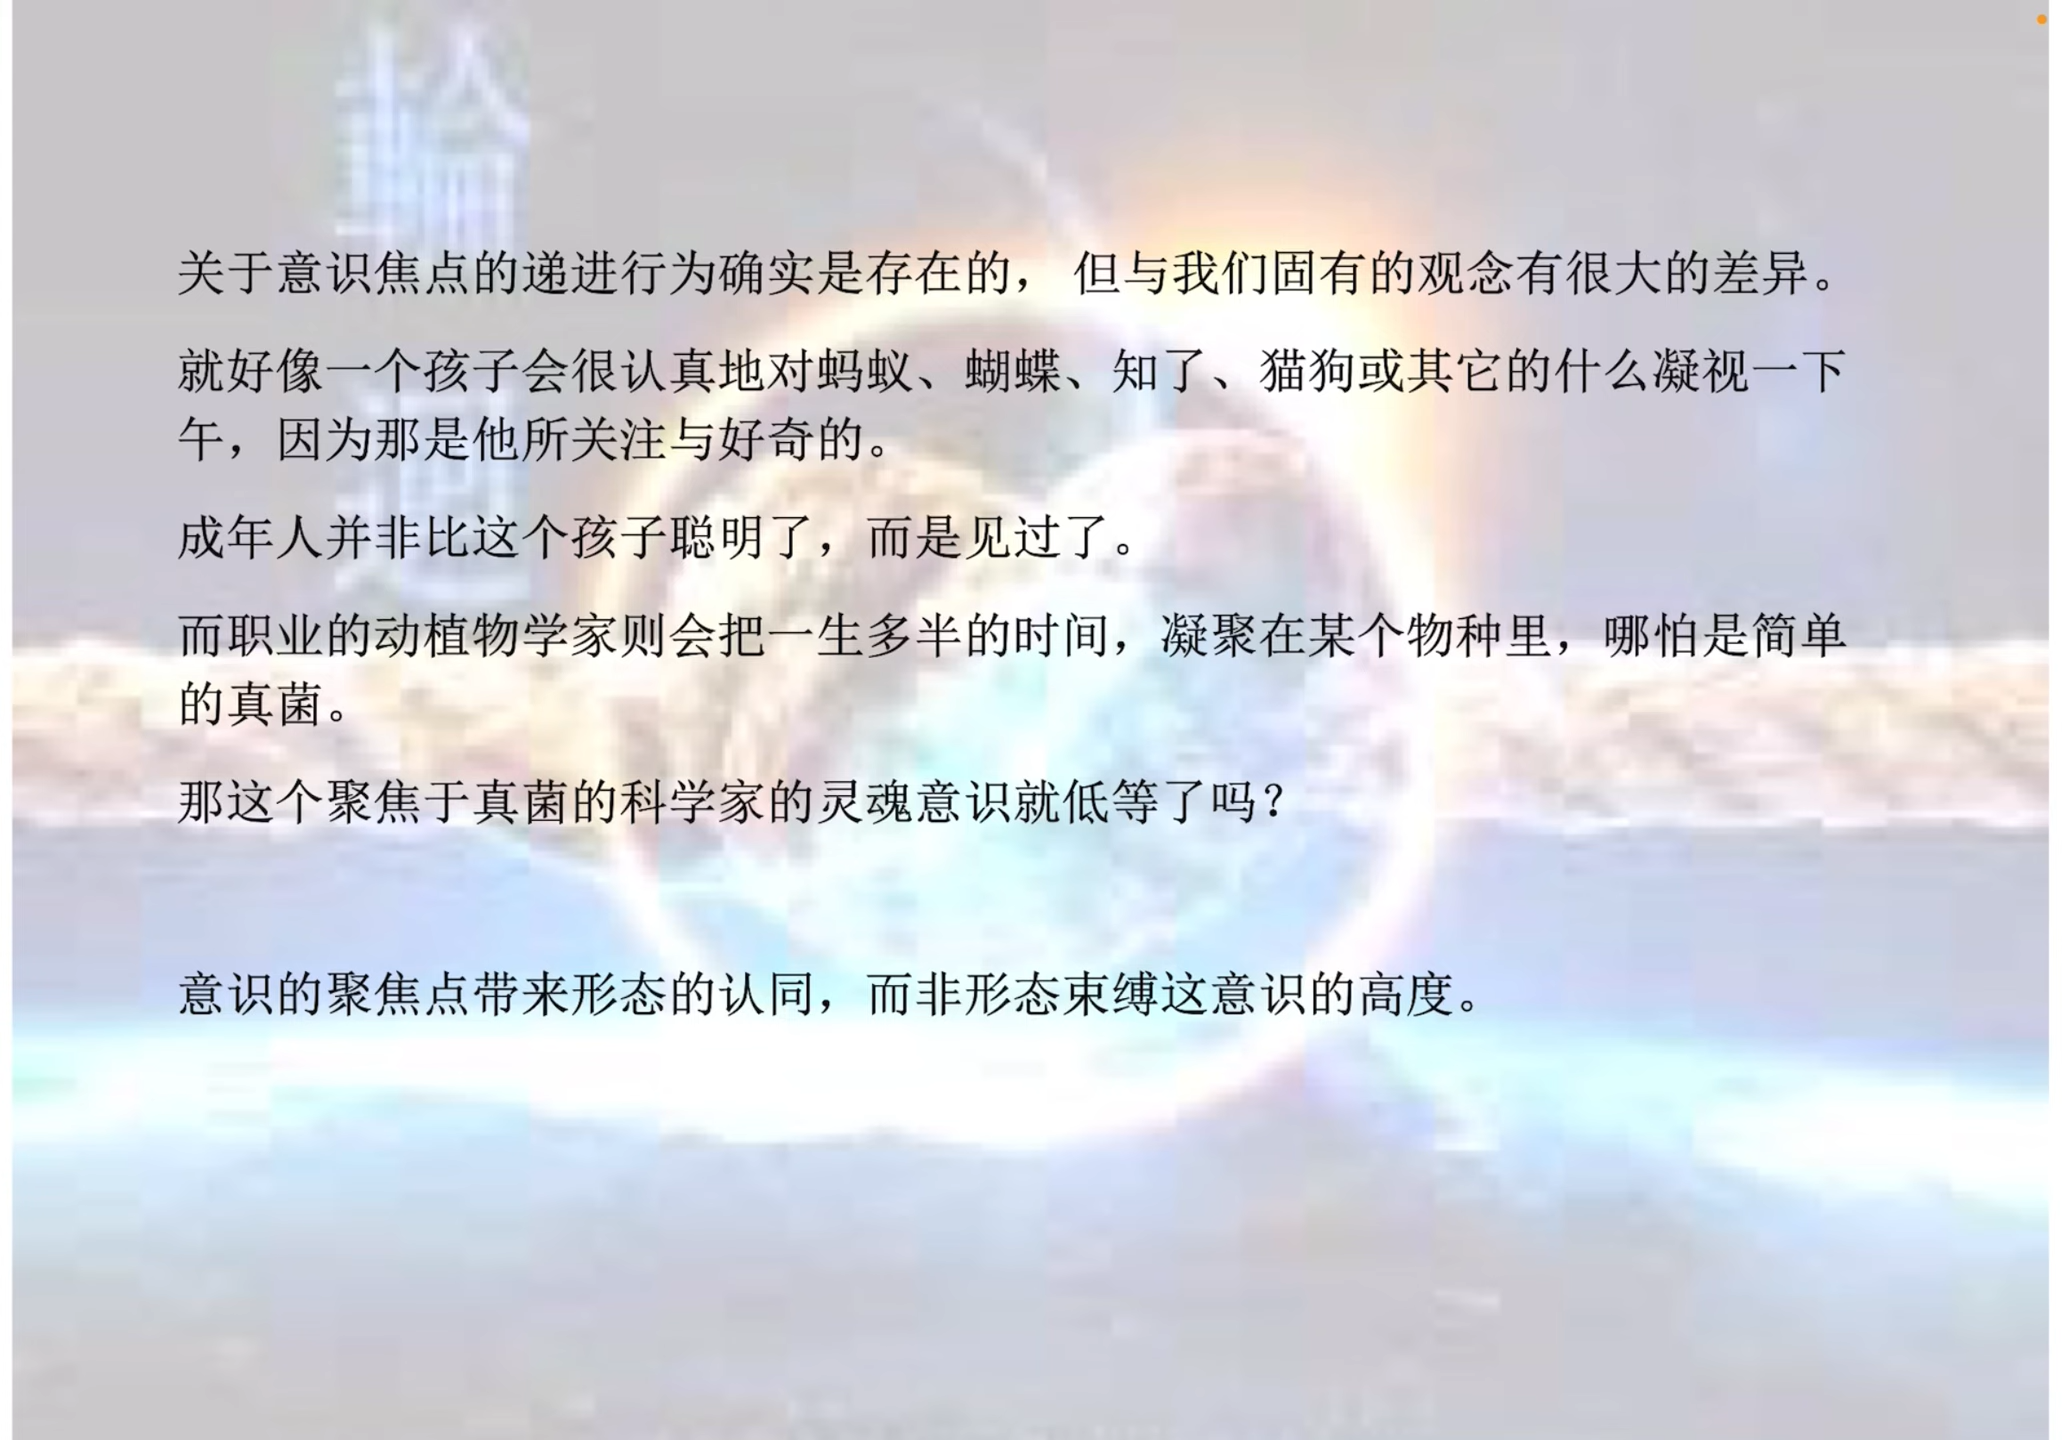 轮
回
关于意识焦点的递进行为确实是存在的， 但与我们固有的观念有很大的差异。
就好像一个孩子会很认真地对蚂蚁、蝴蝶、知了、猫狗或其它的什么凝视一下
午，因为那是他所关注与好奇的。
成年人并非比这个孩子聪明了，而是见过了。
而职业的动植物学家则会把一生多半的时间，凝聚在某个物种里，哪怕是简单
的真菌。
那这个聚焦于真菌的科学家的灵魂意识就低等了吗？
意识的聚焦点带来形态的认同，而非形态束缚这意识的高度。